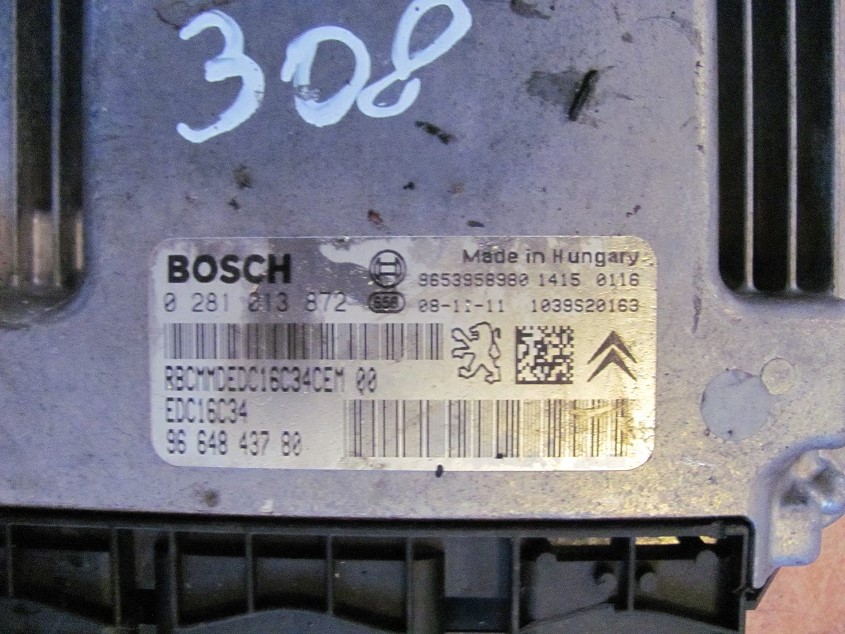 308
BOSCH
Made in Hungary
9653958980 1415 0116
0 281 013 872
08-11-11 1039S20163
RBCMMDEDC16C34CEM 00
EDC16C34
96 648 437 80